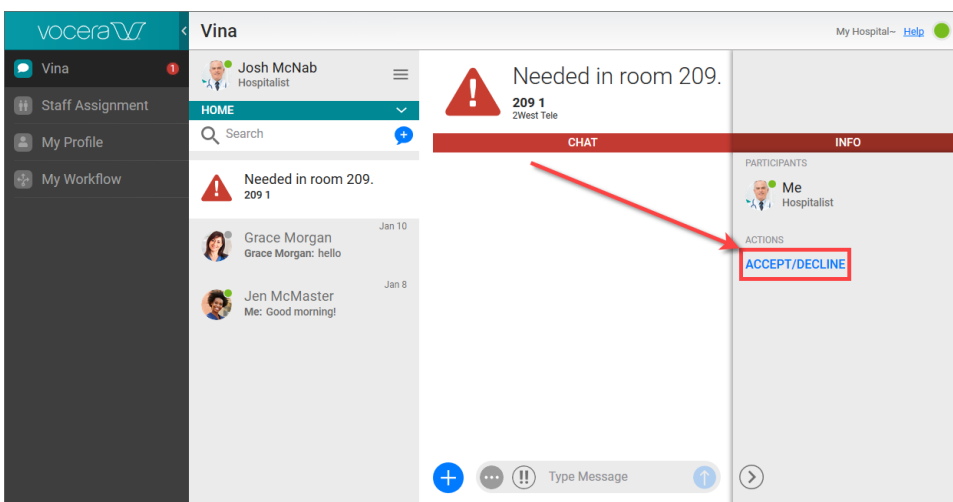 vocera
Vina
My Hospital~ Help
Vina
1
Staff Assignment
My Profile
My Workflow
Josh McNab
Hospitalist
HOME
Search
Needed in room 209.
209 1
Jan 10
Grace Morgan
Grace Morgan: hello
Jan 8
Jen McMaster
Me: Good morning!
Needed in room 209.
209 1
2West Tele
CHAT
Type Message
INFO
PARTICIPANTS
Me
Hospitalist
ACTIONS
ACCEPT/DECLINE